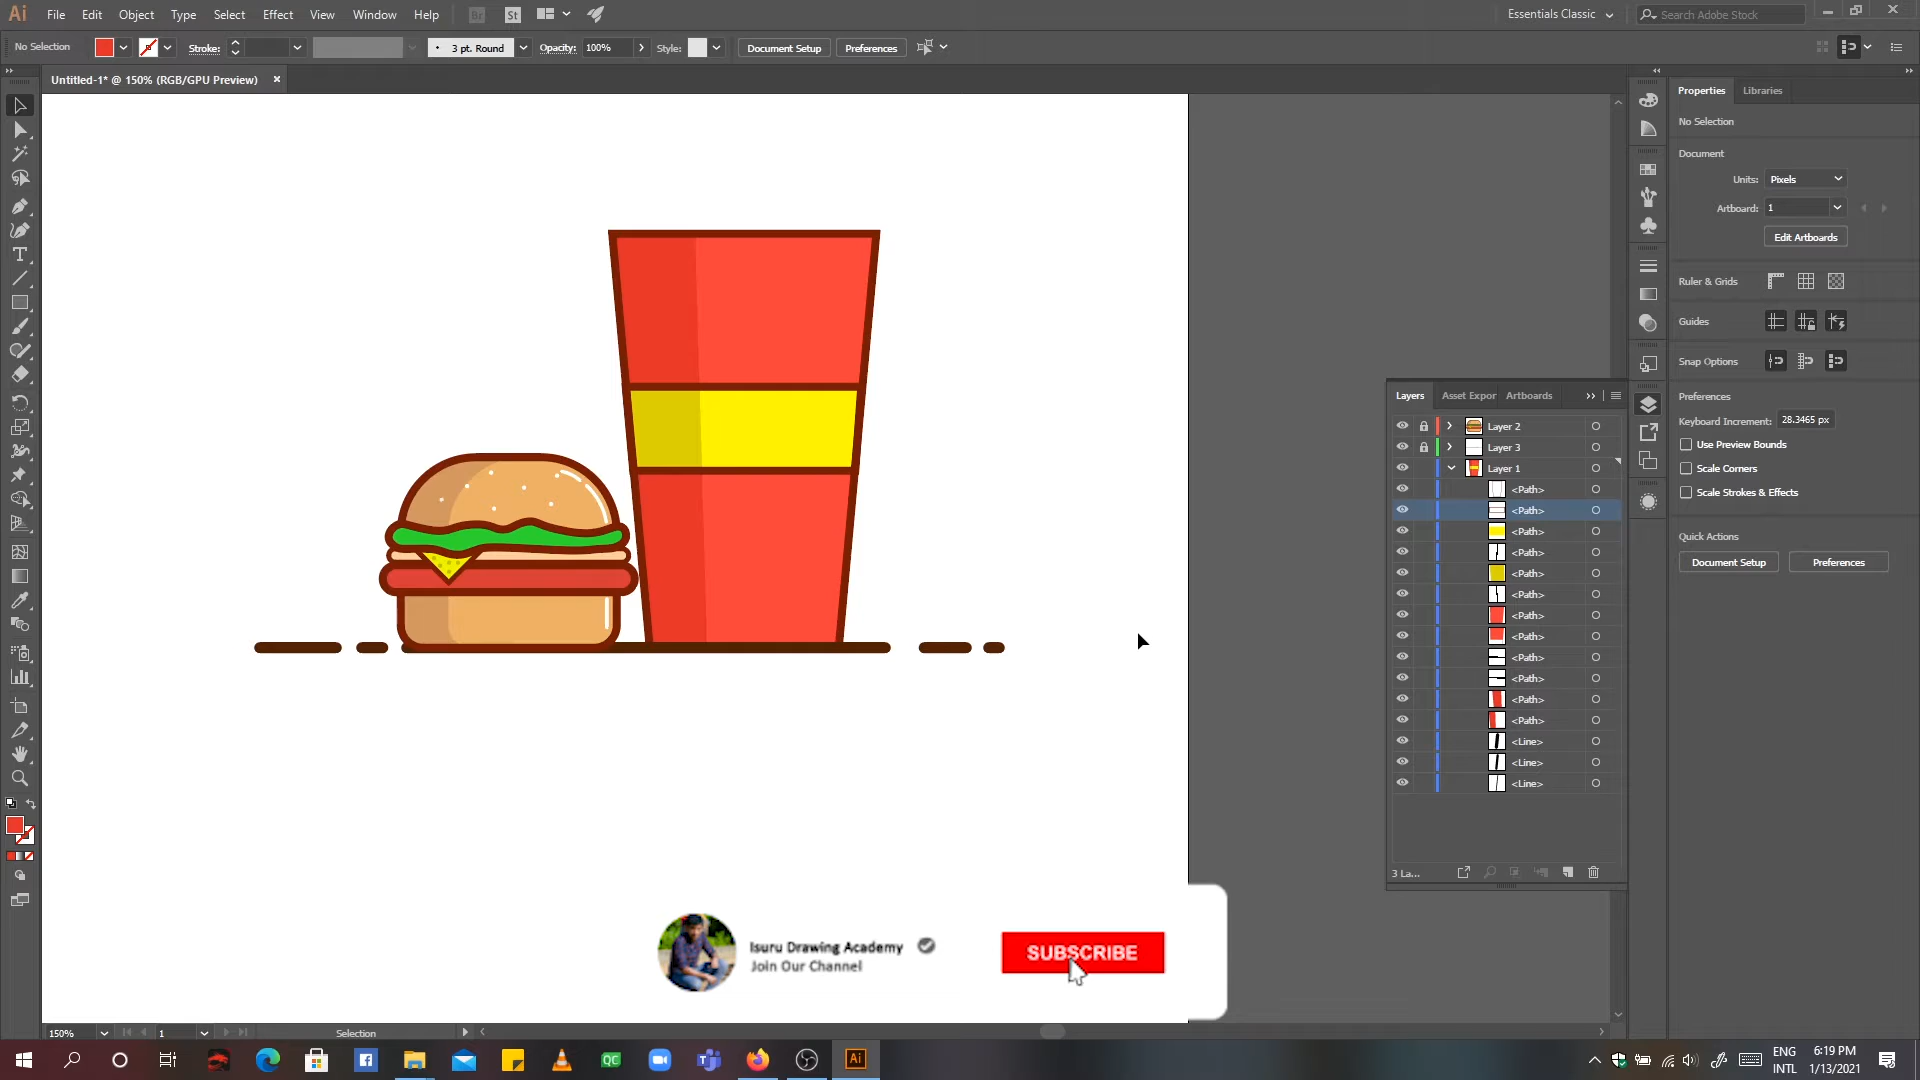 Ai File Edit Object Type Select Effect View Window Help Br St Essentials Classic Search Adobe Stock
No Selection Stroke: 3 pt. Round Opacity: 100% Style: Document Setup Preferences
Untitled-1* @ 150% (RGB/GPU Preview) ×
Properties Libraries
No Selection
Document
Units: Pixels
Artboard: 1
Edit Artboards
Ruler & Grids
Guides
Snap Options
Preferences
Keyboard Increment: 28.3465 px
Use Preview Bounds
Scale Corners
Scale Strokes & Effects
Quick Actions
Document Setup Preferences
Layers Asset Expor Artboards
Layer 2
Layer 3
Layer 1
<Path>
<Path>
<Path>
<Path>
<Path>
<Path>
<Path>
<Path>
<Path>
<Path>
<Path>
<Path>
<Line>
<Line>
<Line>
3 La...
Isuru Drawing Academy
Join Our Channel
SUBSCRIBE
150% 1 Selection
QC Ai
ENG
INTL
6:19 PM
1/13/2021